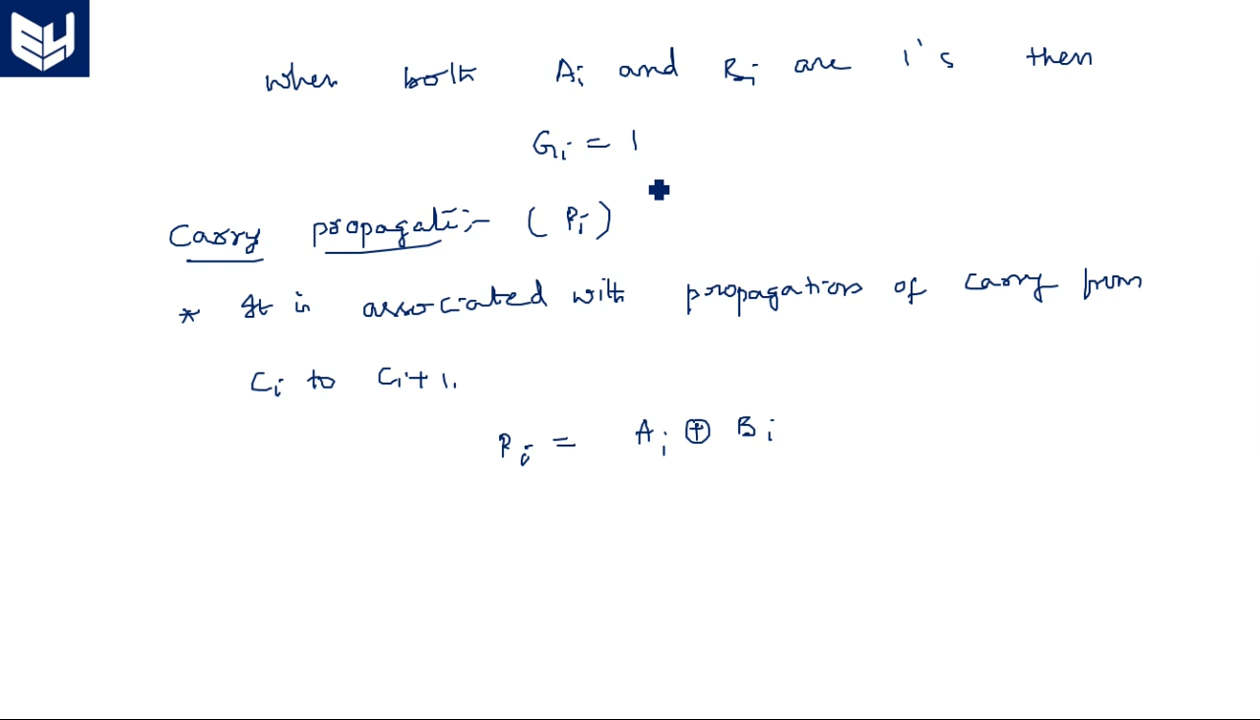 When both Ai and Bi are 1's then
Gi = 1
Carry propagation (Pi)
* It is associated with propagation of carry from
Ci to Ci+1.
Pi = Ai ⊕ Bi